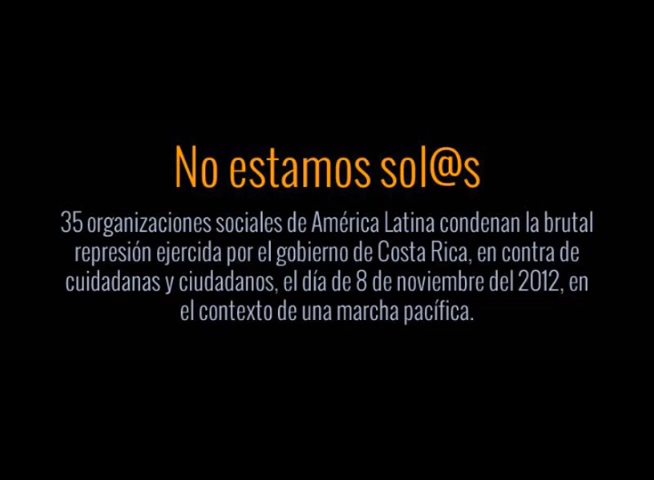 No estamos sol@s
35 organizaciones sociales de América Latina condenan la brutal
represión ejercida por el gobierno de Costa Rica, en contra de
cuidadanas y ciudadanos, el día de 8 de noviembre del 2012, en
el contexto de una marcha pacífica.